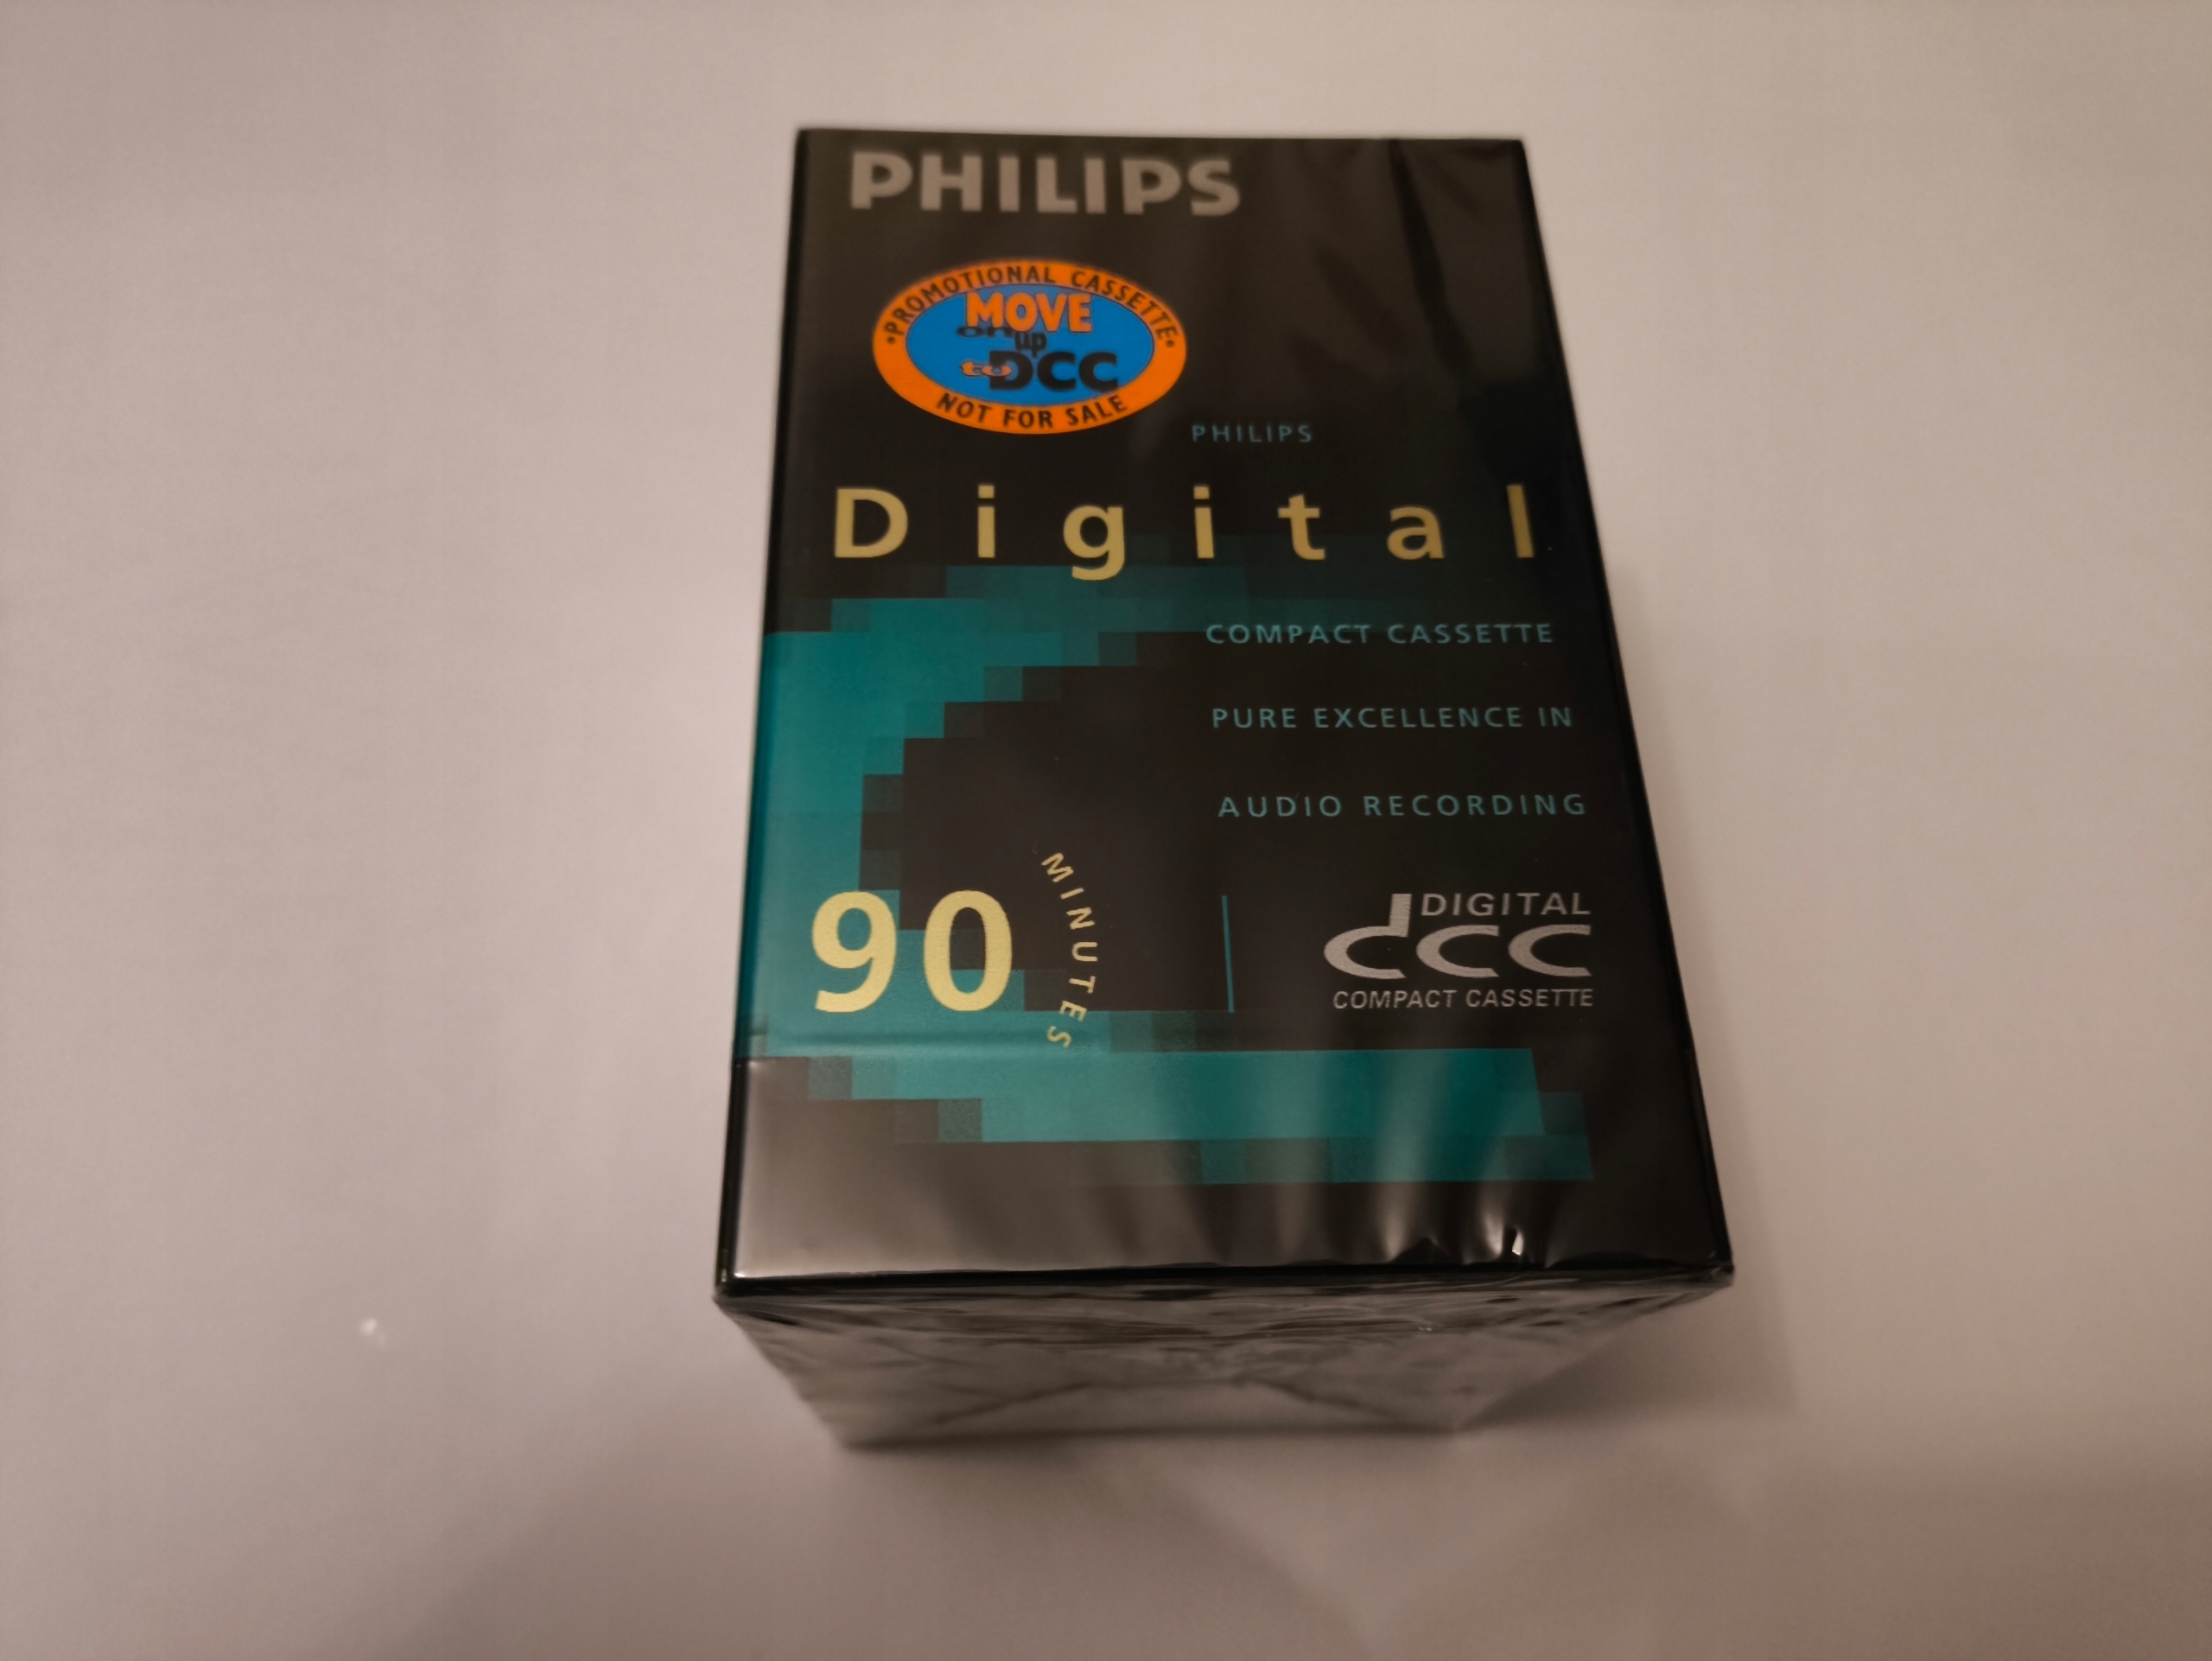 PHILIPS
• PROMOTIONAL CASSETTE •
MOVE
on up
to DCC
NOT FOR SALE
PHILIPS
Digital
COMPACT CASSETTE
PURE EXCELLENCE IN
AUDIO RECORDING
90 MINUTES
DIGITAL
dcc
COMPACT CASSETTE